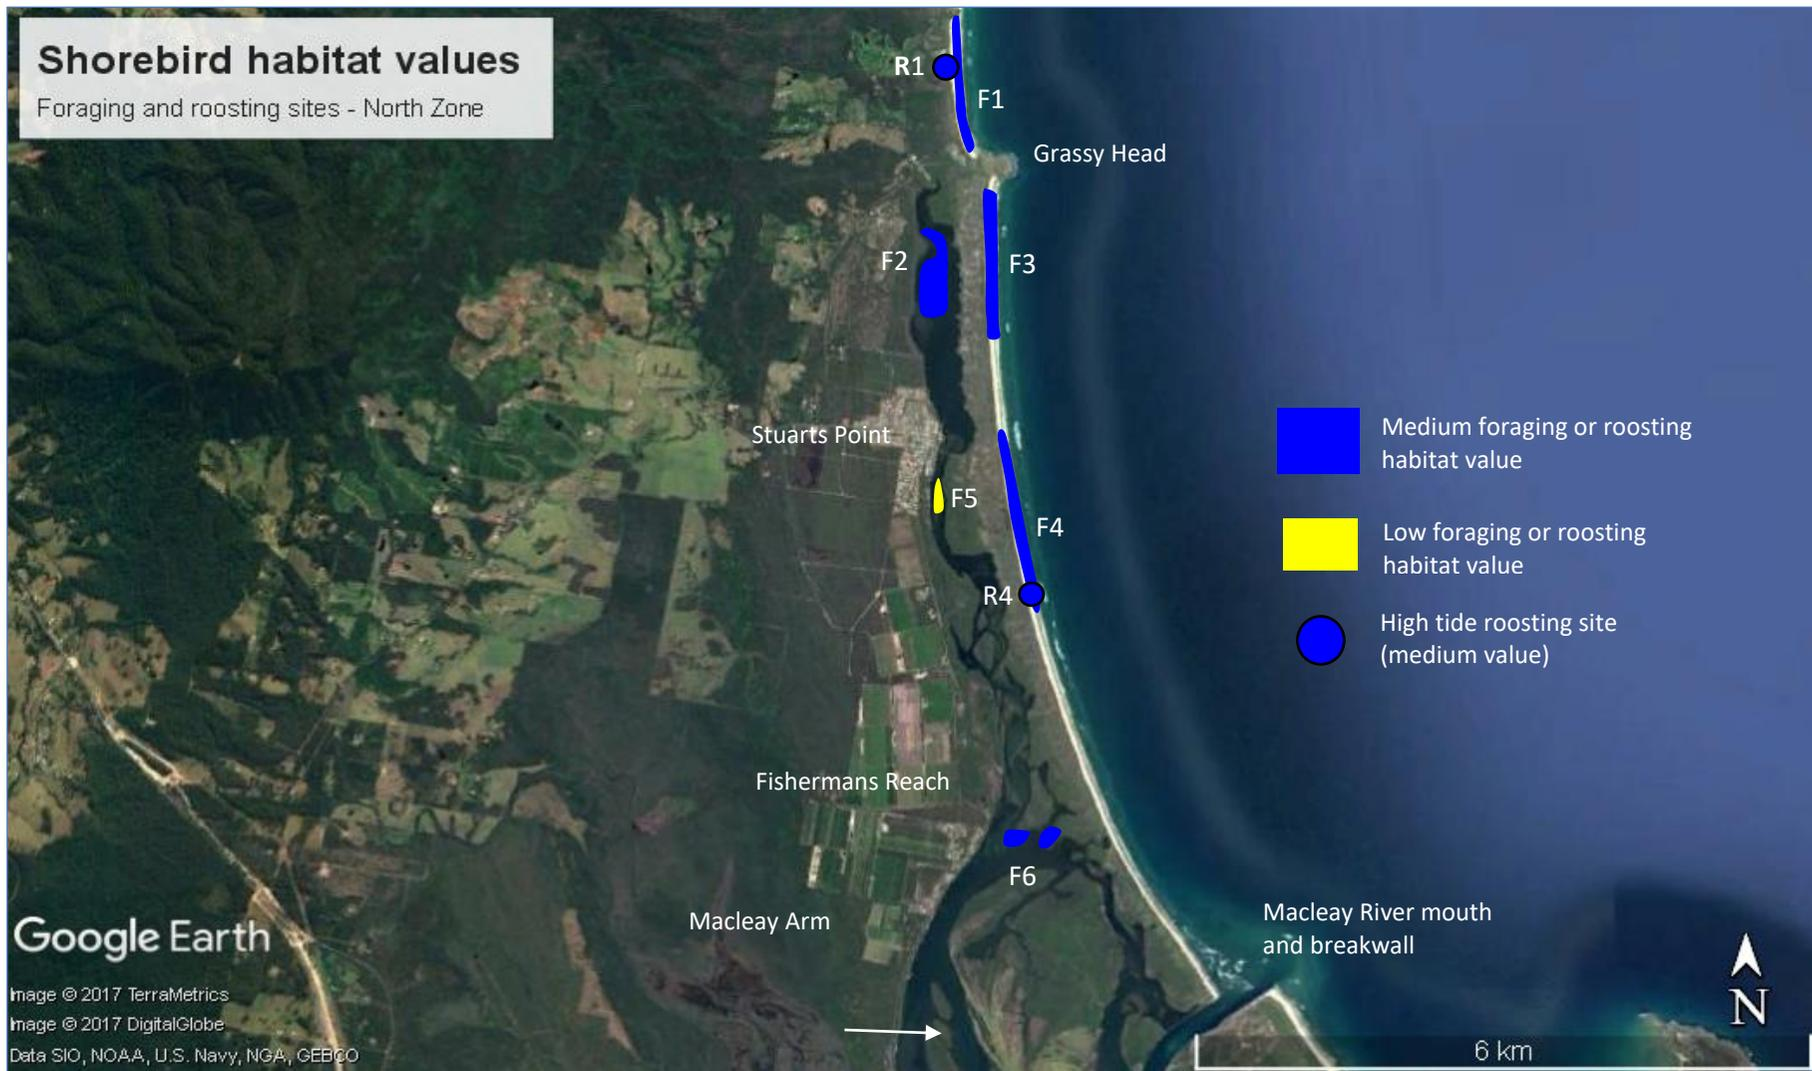 Shorebird habitat values
Foraging and roosting sites - North Zone
R1
F1
Grassy Head
F2
F3
Stuarts Point
F5
F4
R4
Medium foraging or roosting
habitat value
Low foraging or roosting
habitat value
High tide roosting site
(medium value)
Fishermans Reach
F6
Macleay Arm
Macleay River mouth
and breakwall
Google Earth
Image © 2017 TerraMetrics
Image © 2017 DigitalGlobe
Data SIO, NOAA, U.S. Navy, NGA, GEBCO
N
6 km